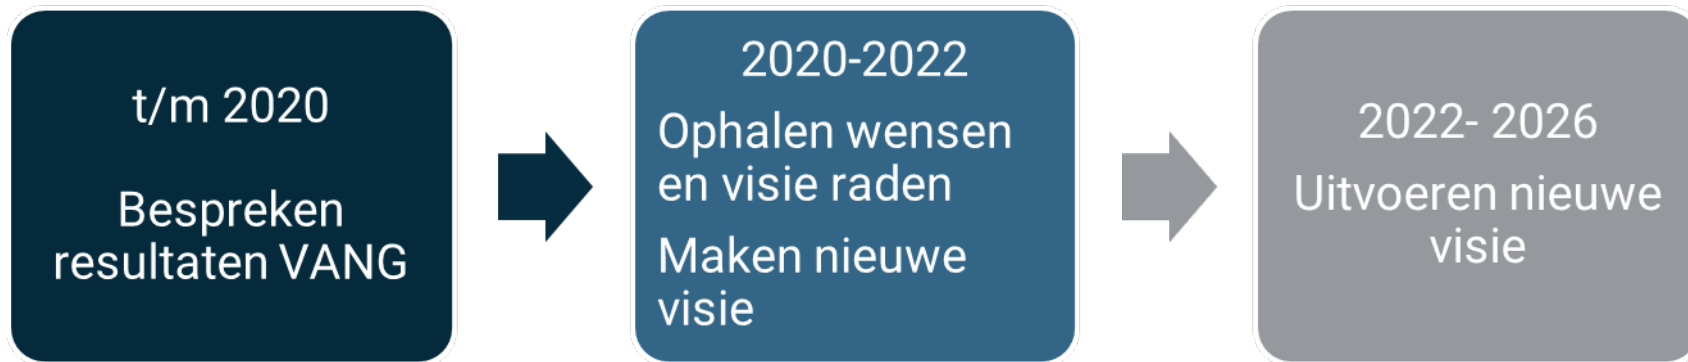 t/m 2020
Bespreken
resultaten VANG
2020-2022
Ophalen wensen
en visie raden
Maken nieuwe
visie
2022- 2026
Uitvoeren nieuwe
visie